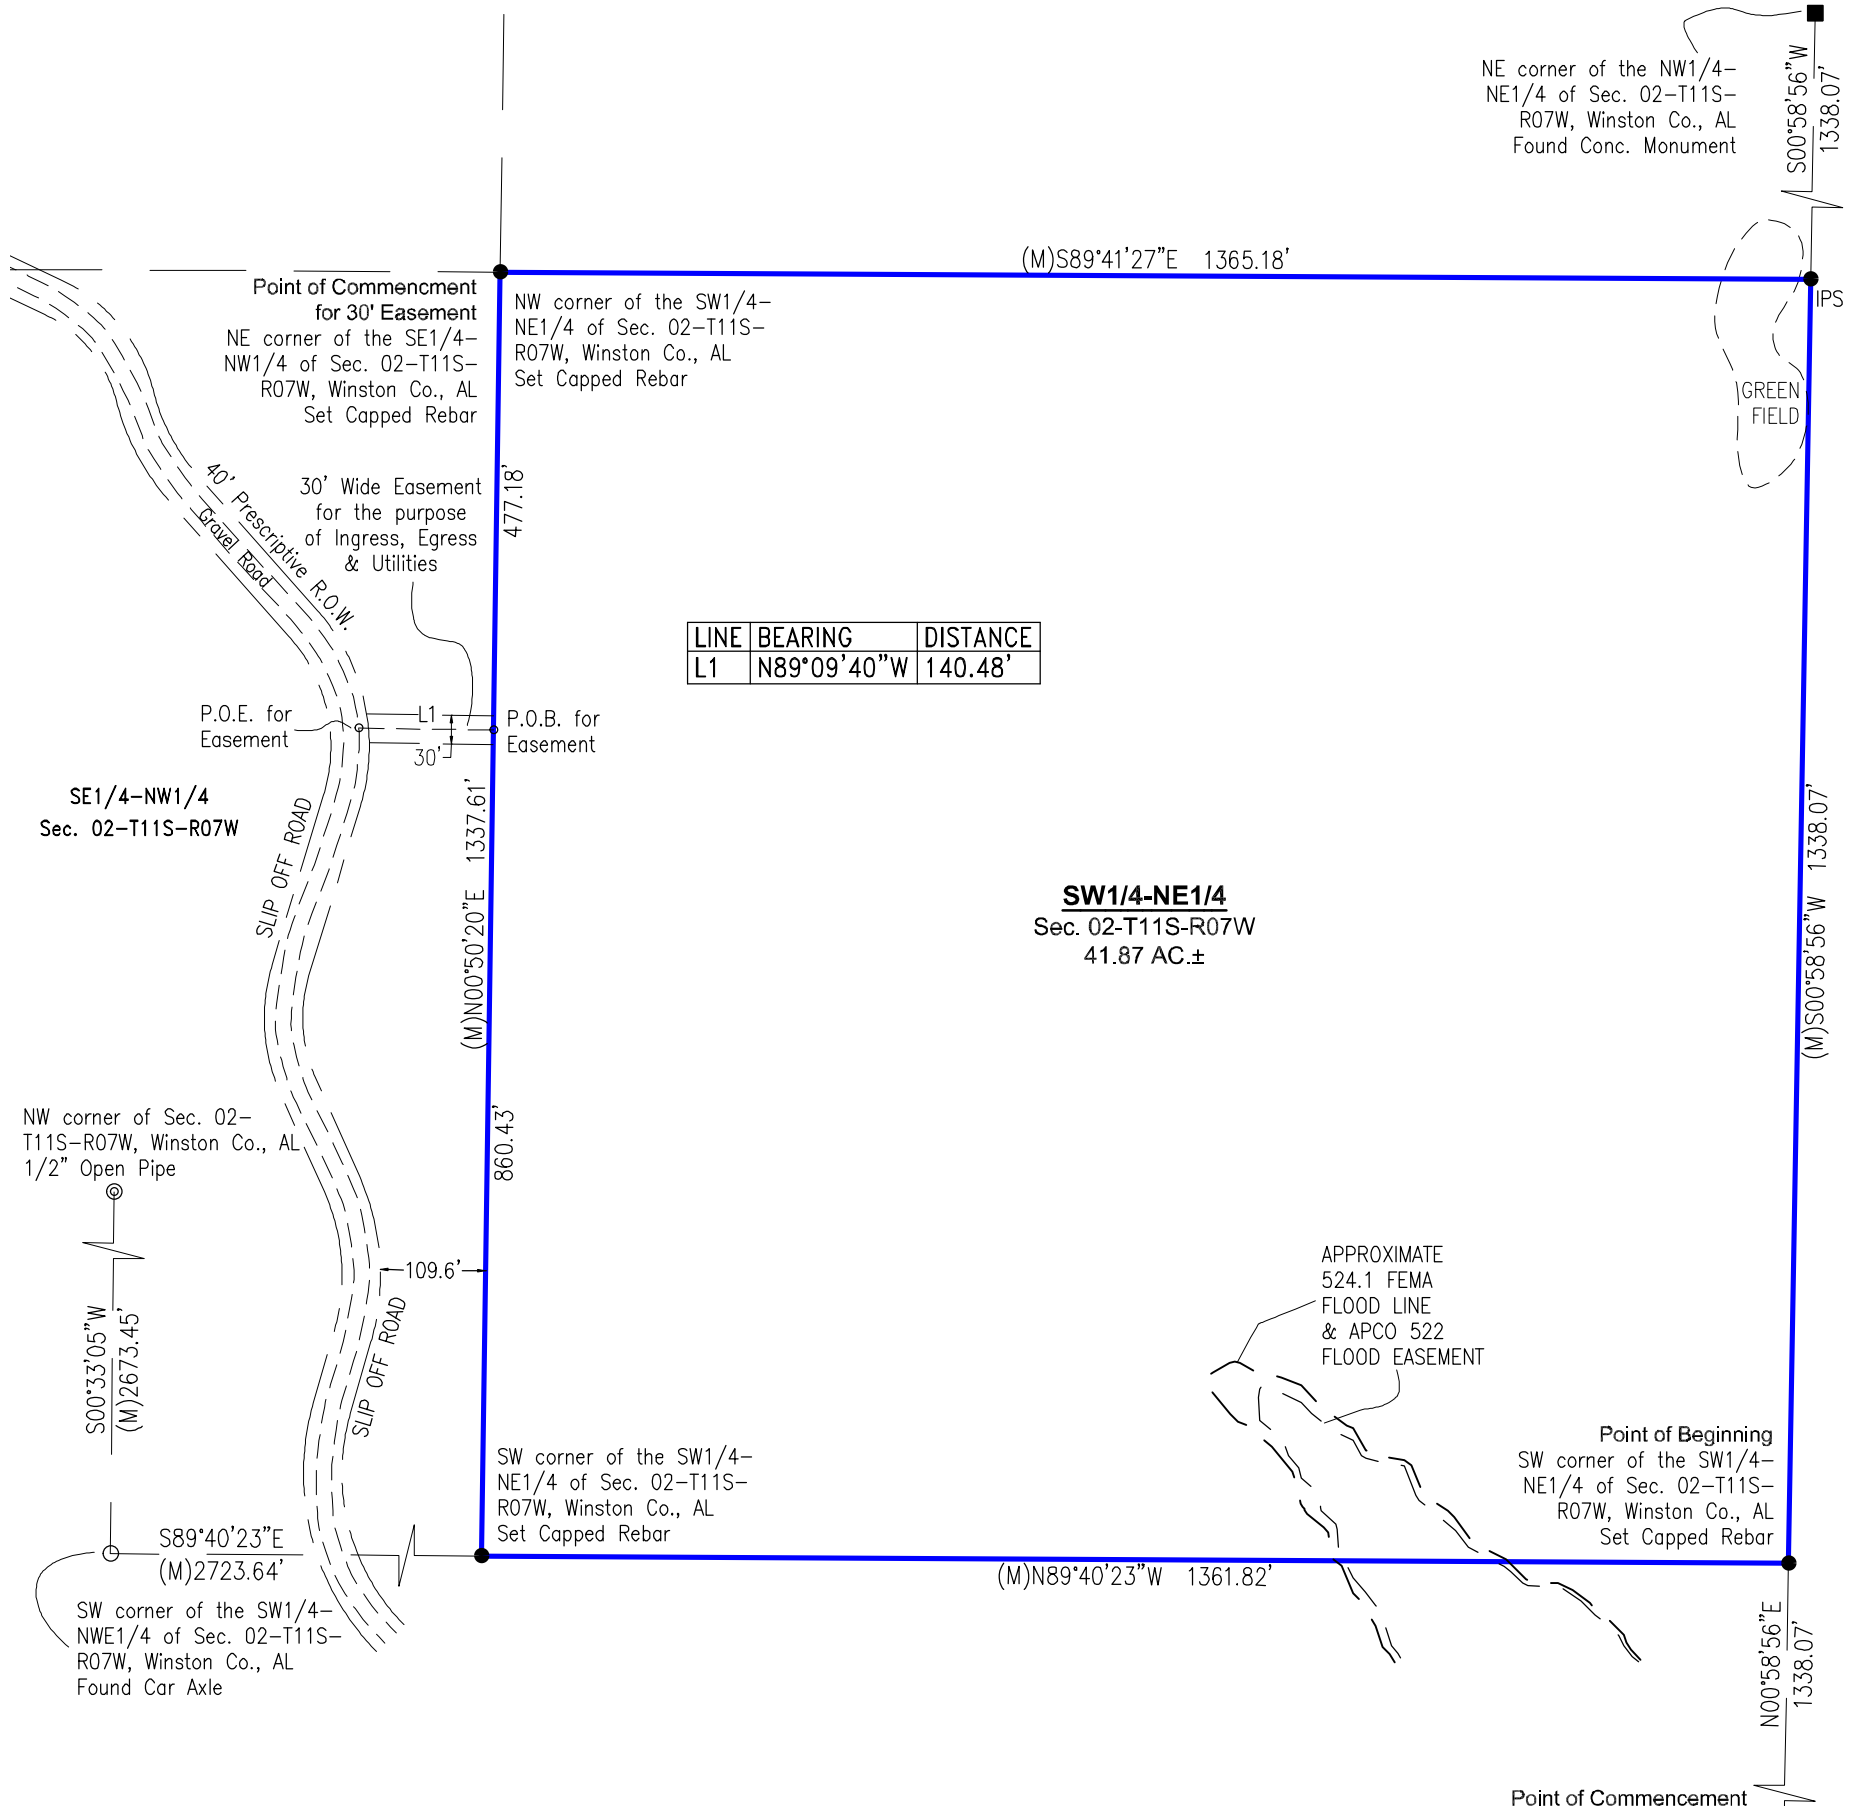 NE corner of the NW1/4-
NE1/4 of Sec. 02-T11S-
R07W, Winston Co., AL
Found Conc. Monument
S00°58'56"W
1338.07'
(M)S89°41'27"E 1365.18'
IPS
Point of Commencment
for 30' Easement
NE corner of the SE1/4-
NW1/4 of Sec. 02-T11S-
R07W, Winston Co., AL
Set Capped Rebar
NW corner of the SW1/4-
NE1/4 of Sec. 02-T11S-
R07W, Winston Co., AL
Set Capped Rebar
GREEN
FIELD
40' Prescriptive R.O.W.
Gravel Road
30' Wide Easement
for the purpose
of Ingress, Egress
& Utilities
477.18'
LINE BEARING DISTANCE
L1 N89°09'40"W 140.48'
P.O.E. for
Easement
L1
30'
P.O.B. for
Easement
SE1/4-NW1/4
Sec. 02-T11S-R07W
SLIP OFF ROAD
(M)N00°50'20"E 1337.61'
(M)S00°58'56"W 1338.07'
SW1/4-NE1/4
Sec. 02-T11S-R07W
41.87 AC.±
NW corner of Sec. 02-
T11S-R07W, Winston Co., AL
1/2" Open Pipe
860.43'
109.6'
S00°33'05"W
(M)2673.45'
SLIP OFF ROAD
APPROXIMATE
524.1 FEMA
FLOOD LINE
& APCO 522
FLOOD EASEMENT
SW corner of the SW1/4-
NE1/4 of Sec. 02-T11S-
R07W, Winston Co., AL
Set Capped Rebar
Point of Beginning
SW corner of the SW1/4-
NE1/4 of Sec. 02-T11S-
R07W, Winston Co., AL
Set Capped Rebar
S89°40'23"E
(M)2723.64'
(M)N89°40'23"W 1361.82'
SW corner of the SW1/4-
NWE1/4 of Sec. 02-T11S-
R07W, Winston Co., AL
Found Car Axle
N00°58'56"E
1338.07'
Point of Commencement